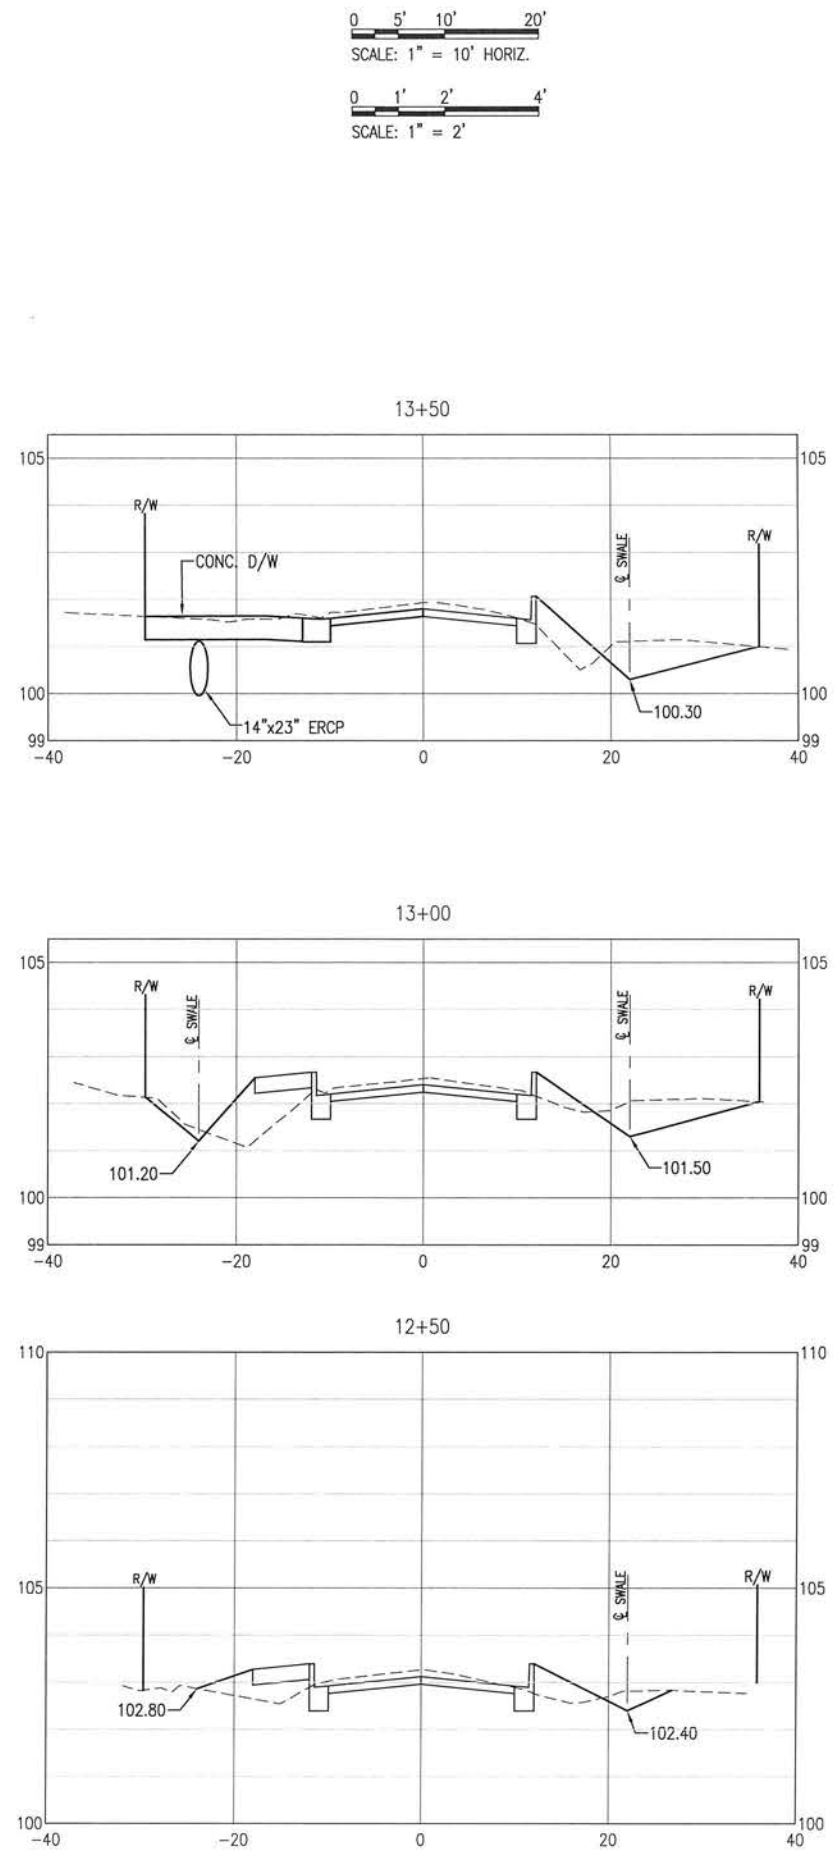 0 5' 10' 20'
SCALE: 1" = 10' HORIZ.
0 1' 2' 4'
SCALE: 1" = 2'
13+50
105 105
R/W
R/W
℄ SWALE
CONC. D/W
100 100
100.30
14"x23" ERCP
99 99
-40 -20 0 20 40
13+00
105 105
R/W
R/W
℄ SWALE
℄ SWALE
101.20
101.50
100 100
99 99
-40 -20 0 20 40
12+50
110 110
105 105
R/W
R/W
℄ SWALE
102.80
102.40
100 100
-40 -20 0 20 40